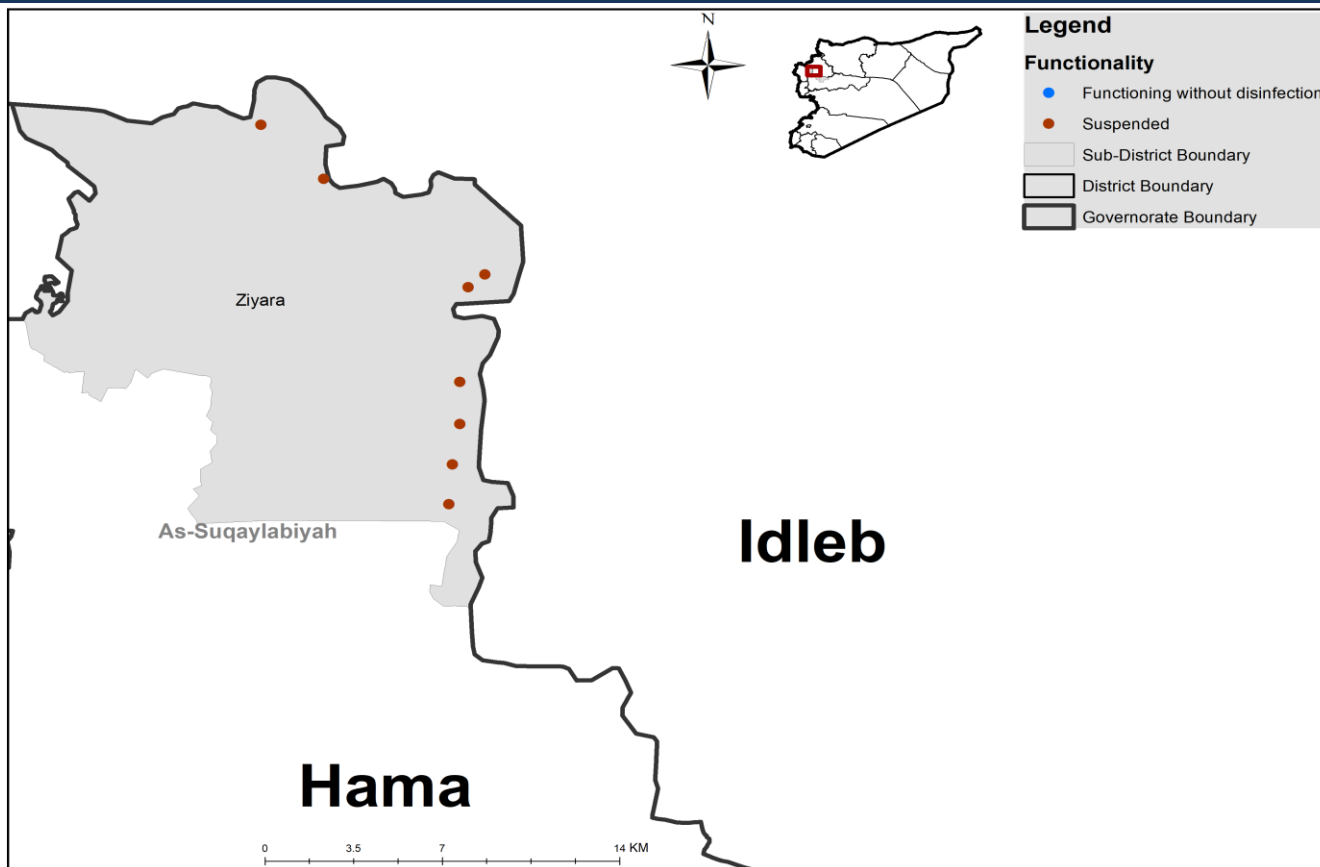 N
Legend
Functionality
Functioning without disinfection
Suspended
Sub-District Boundary
District Boundary
Governorate Boundary
Ziyara
As-Suqaylabiyah
Idleb
Hama
0 3.5 7 14 KM